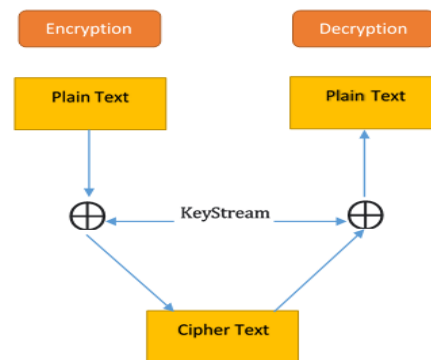 Encryption
Decryption
Plain Text
Plain Text
KeyStream
Cipher Text